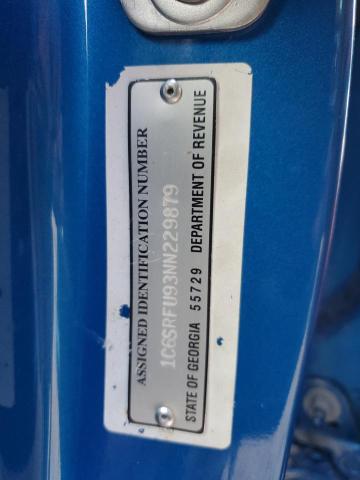 ASSIGNED IDENTIFICATION NUMBER
1C6SRFU93NN229879
STATE OF GEORGIA 55729 DEPARTMENT OF REVENUE